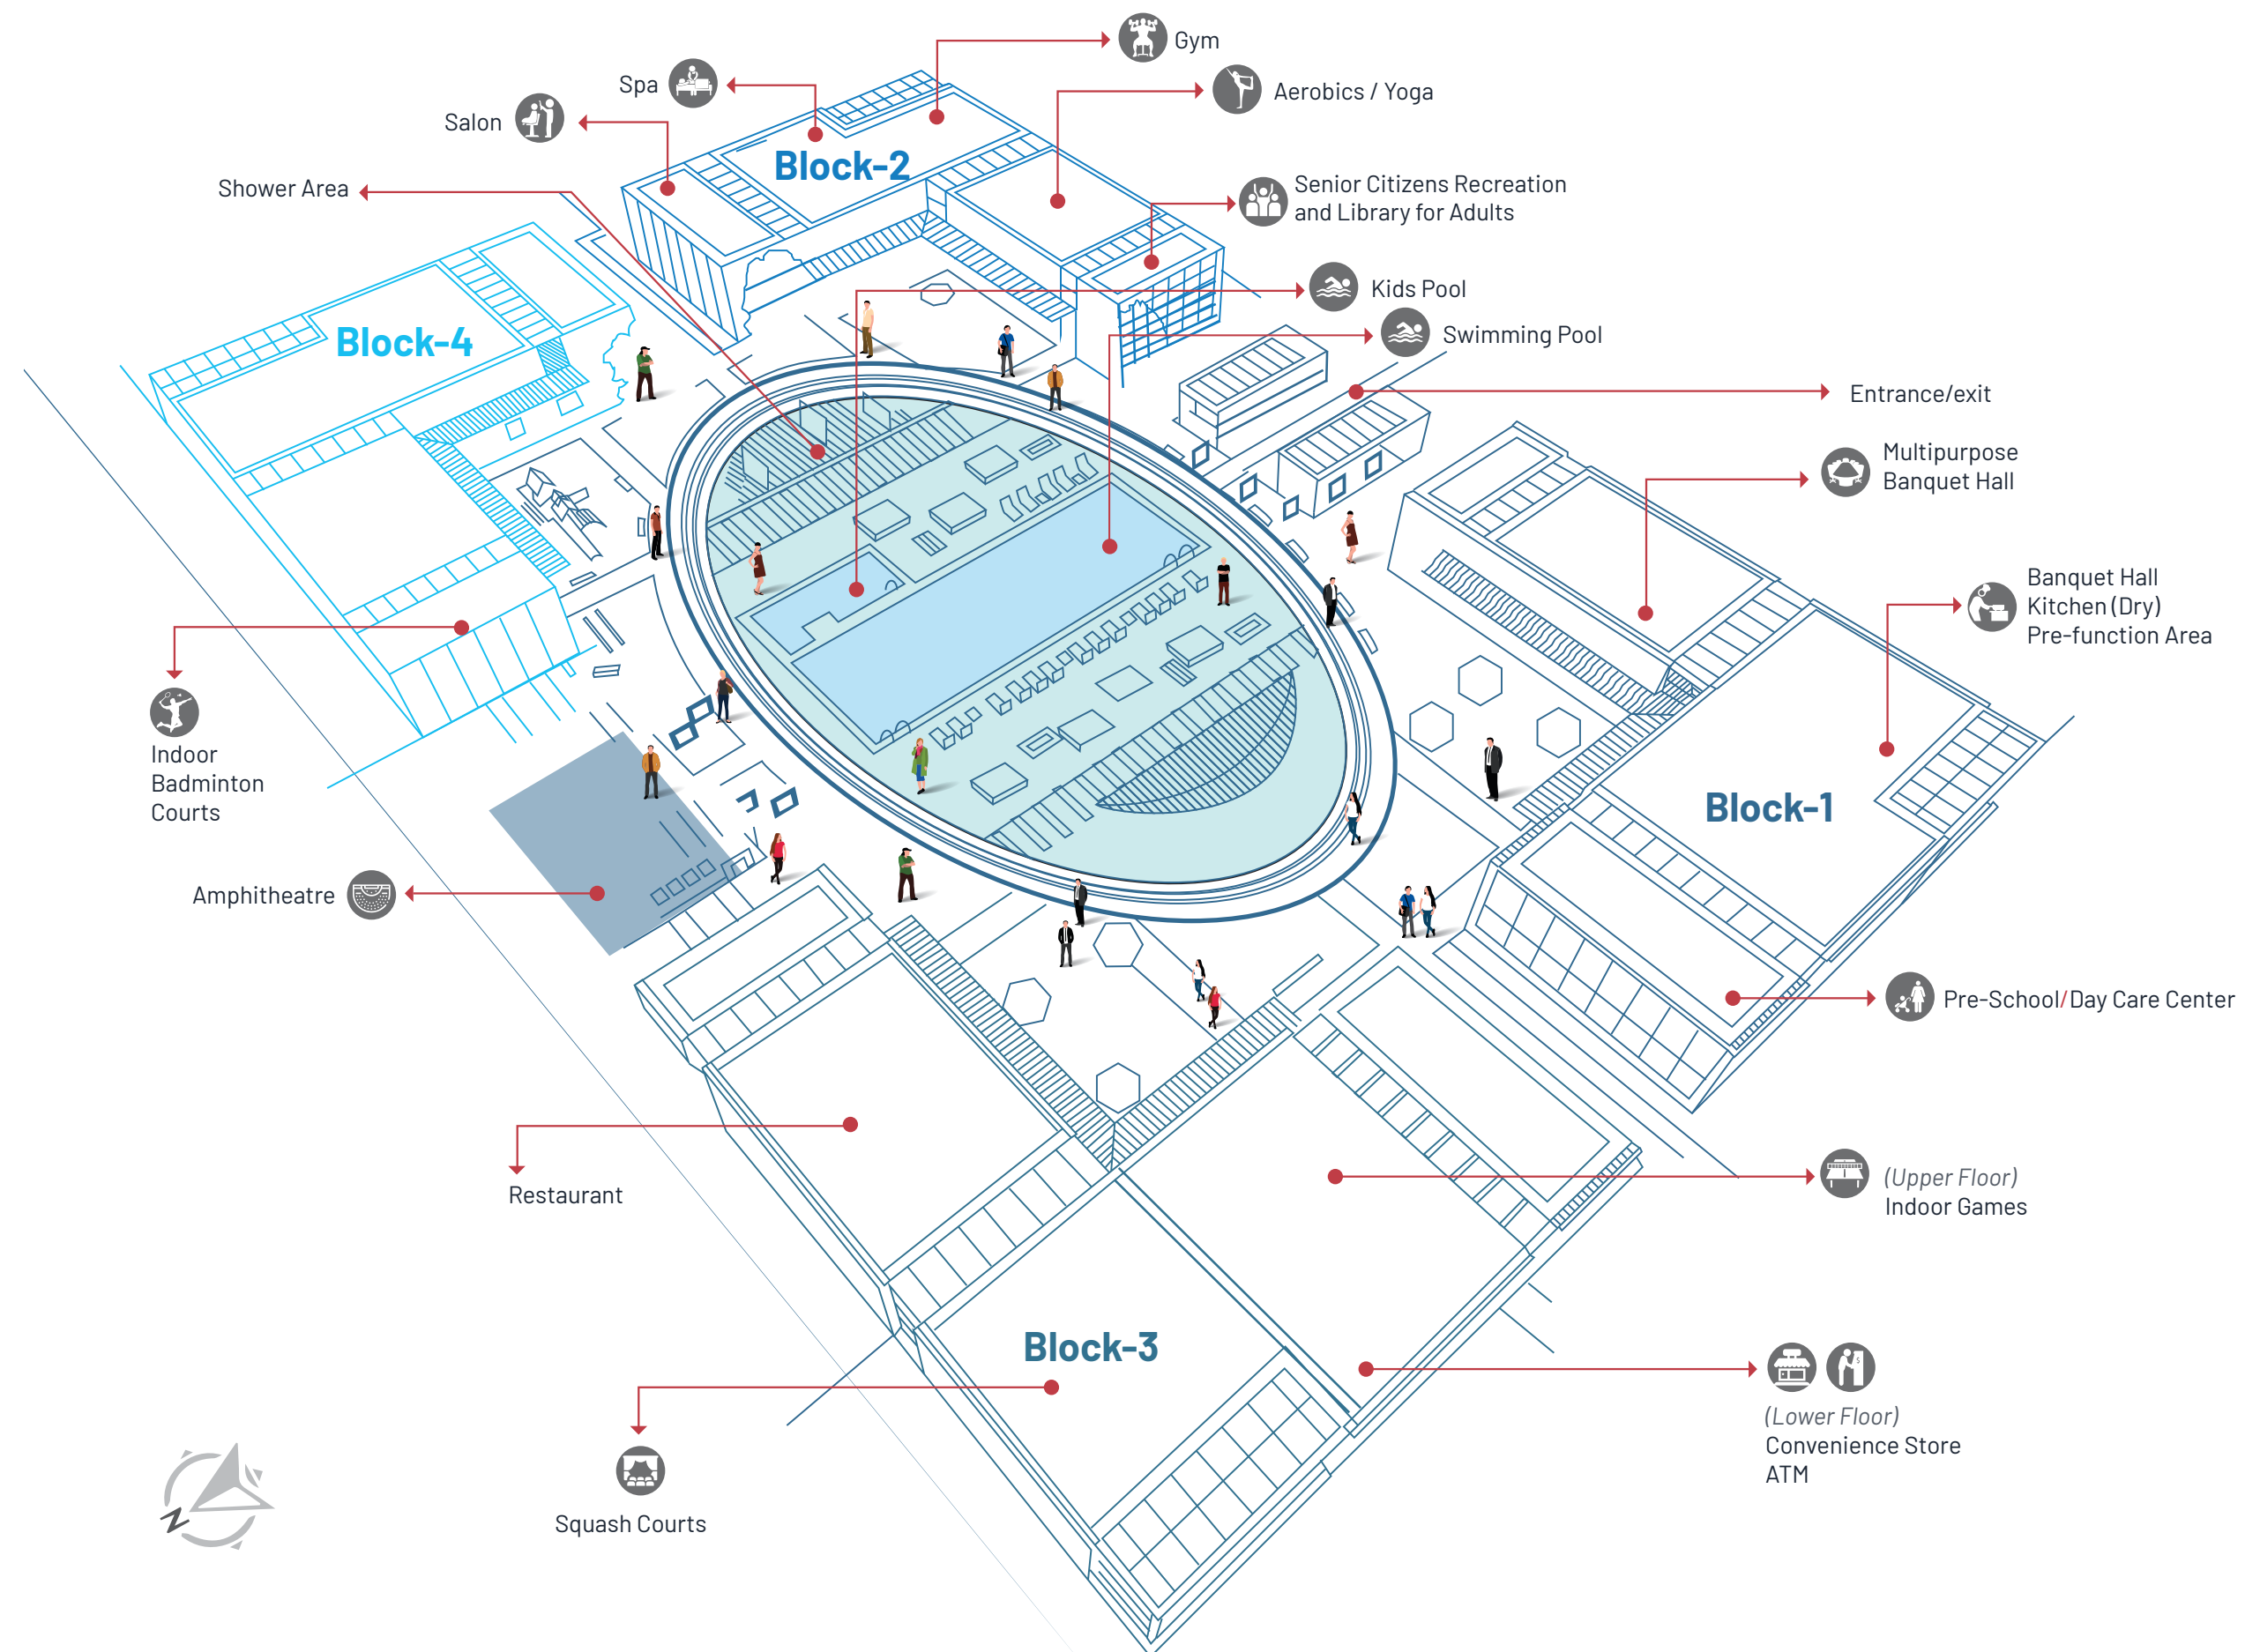 Gym
Spa
Aerobics / Yoga
Salon
Block-2
Shower Area
Senior Citizens Recreation
and Library for Adults
Kids Pool
Block-4
Swimming Pool
Entrance/exit
Multipurpose
Banquet Hall
Banquet Hall
Kitchen (Dry)
Pre-function Area
Indoor
Badminton
Courts
Block-1
Amphitheatre
Pre-School/Day Care Center
Restaurant
(Upper Floor)
Indoor Games
Block-3
(Lower Floor)
Convenience Store
ATM
Squash Courts
N